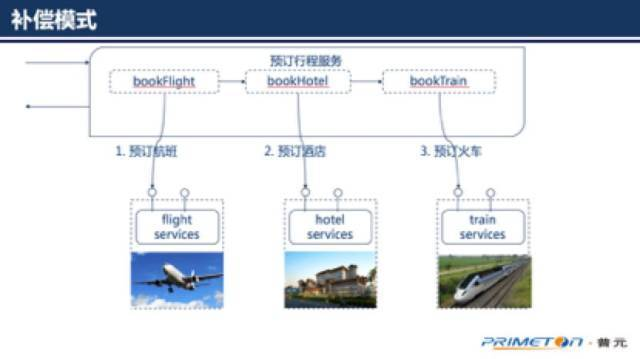 补偿模式
预订行程服务
bookFlight
bookHotel
bookTrain
1. 预订航班
2. 预订酒店
3. 预订火车
flight
services
hotel
services
train
services
PRIMETON · 普元